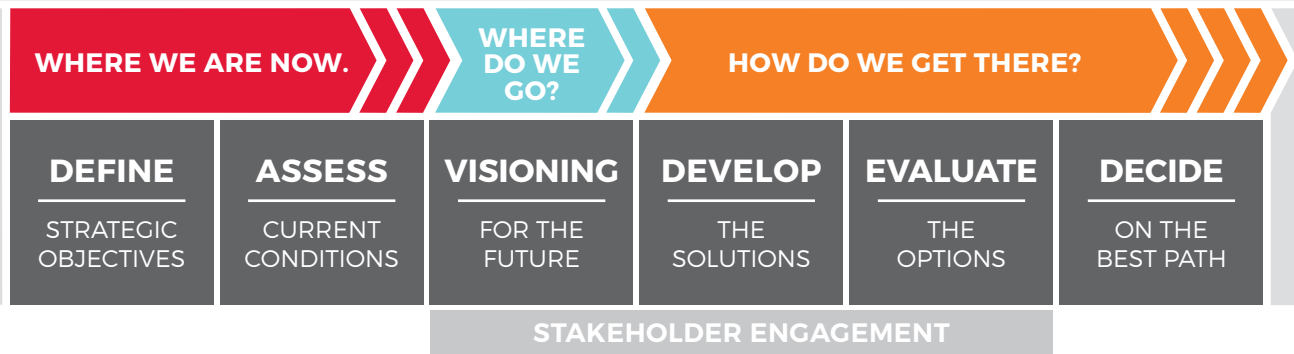 WHERE WE ARE NOW.
WHERE
DO WE
GO?
HOW DO WE GET THERE?
DEFINE
STRATEGIC
OBJECTIVES
ASSESS
CURRENT
CONDITIONS
VISIONING
FOR THE
FUTURE
DEVELOP
THE
SOLUTIONS
EVALUATE
THE
OPTIONS
DECIDE
ON THE
BEST PATH
STAKEHOLDER ENGAGEMENT